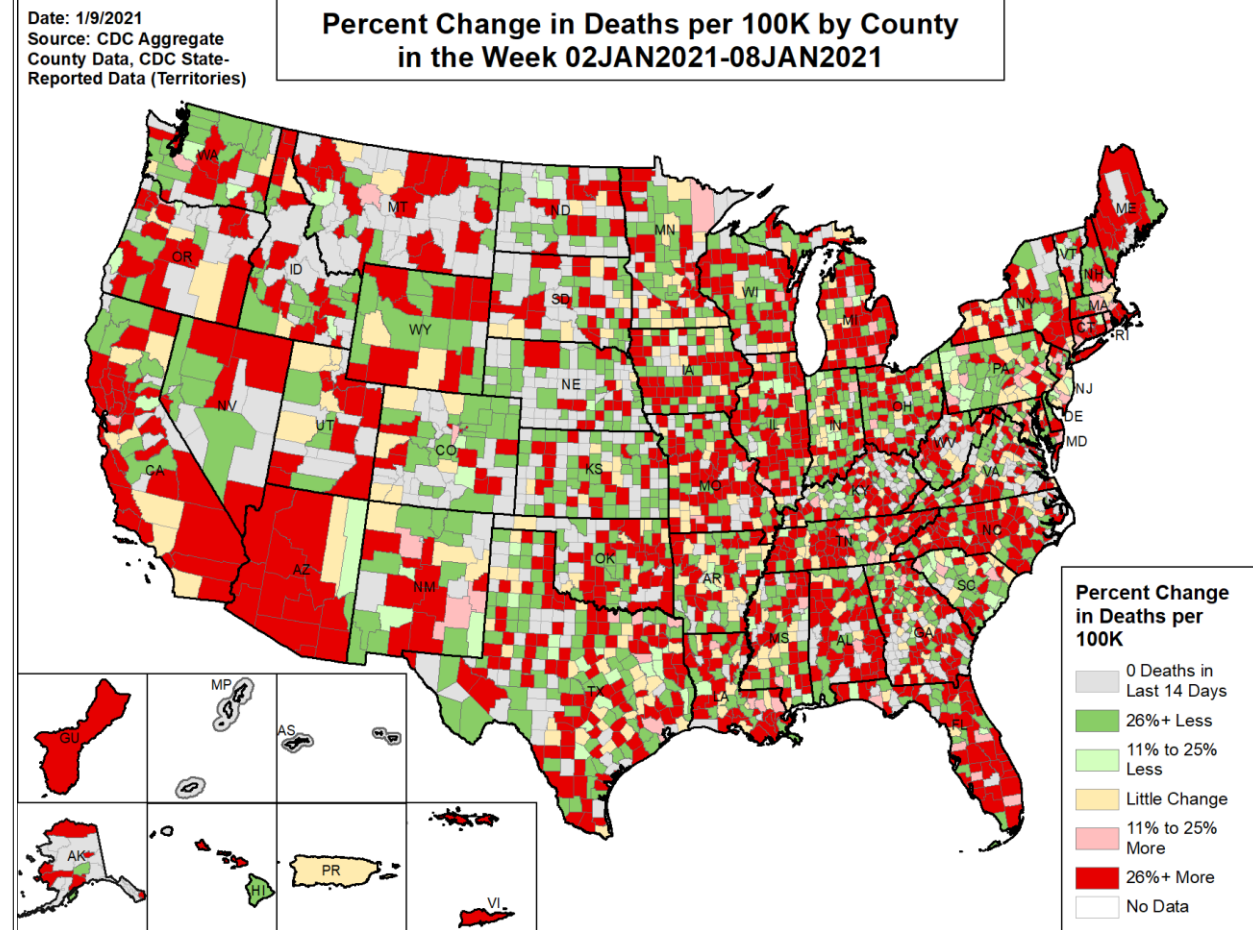 Date: 1/9/2021
Source: CDC Aggregate
County Data, CDC State-
Reported Data (Territories)
Percent Change in Deaths per 100K by County
in the Week 02JAN2021-08JAN2021
WA
MT
ND
MN
ME
OR
ID
SD
WI
MI
VT
NH
NY
MA
CT
RI
WY
IA
PA
NJ
NE
NV
UT
CO
IL
IN
OH
DE
MD
WV
VA
CA
KS
MO
KY
AZ
NM
OK
AR
TN
NC
SC
MS
AL
GA
TX
LA
FL
GU
MP
AS
AK
HI
PR
VI
Percent Change
in Deaths per
100K
0 Deaths in
Last 14 Days
26%+ Less
11% to 25%
Less
Little Change
11% to 25%
More
26%+ More
No Data